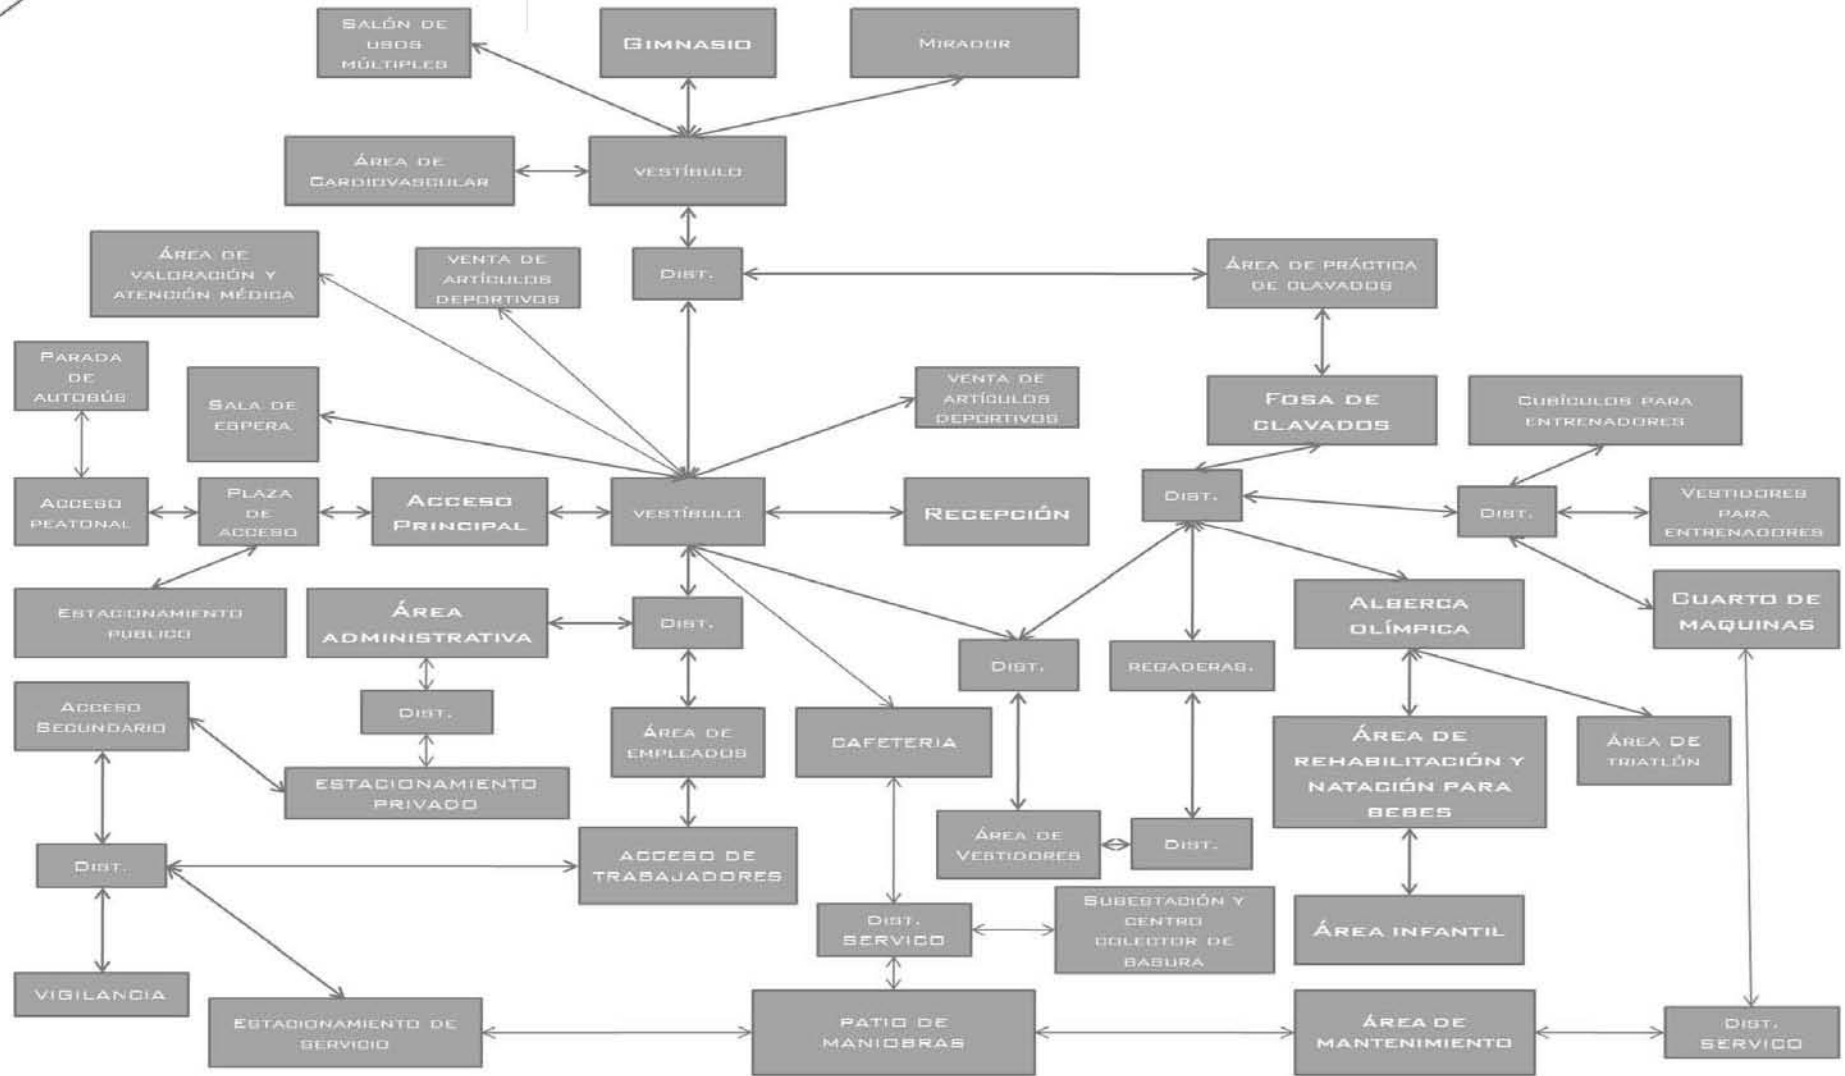 SALÓN DE
USOS
MÚLTIPLES
GIMNASIO
MIRADOR
ÁREA DE
CARDIOVASCULAR
VESTÍBULO
ÁREA DE
VALORACIÓN Y
ATENCIÓN MÉDICA
VENTA DE
ARTÍCULOS
DEPORTIVOS
DIST.
ÁREA DE PRÁCTICA
DE CLAVADOS
PARADA
DE
AUTOBÚS
SALA DE
ESPERA
VENTA DE
ARTÍCULOS
DEPORTIVOS
FOSA DE
CLAVADOS
CUBÍCULOS PARA
ENTRENADORES
ACCESO
PEATONAL
PLAZA
DE
ACCESO
ACCESO
PRINCIPAL
VESTÍBULO
RECEPCIÓN
DIST.
DIST.
VESTIDORES
PARA
ENTRENADORES
ESTACIONAMIENTO
PUBLICO
ÁREA
ADMINISTRATIVA
DIST.
ALBERCA
OLÍMPICA
CUARTO DE
MAQUINAS
DIST.
REGADERAS.
ACCESO
SECUNDARIO
DIST.
ÁREA DE
EMPLEADOS
CAFETERIA
ÁREA DE
REHABILITACIÓN Y
NATACIÓN PARA
BEBES
ÁREA DE
TRIATLÓN
ESTACIONAMIENTO
PRIVADO
DIST.
ACCESO DE
TRABAJADORES
ÁREA DE
VESTIDORES
DIST.
DIST.
SERVICO
SUBESTACIÓN Y
CENTRO
COLECTOR DE
BASURA
ÁREA INFANTIL
VIGILANCIA
ESTACIONAMIENTO DE
SERVICIO
PATIO DE
MANIOBRAS
ÁREA DE
MANTENIMIENTO
DIST.
SERVICO